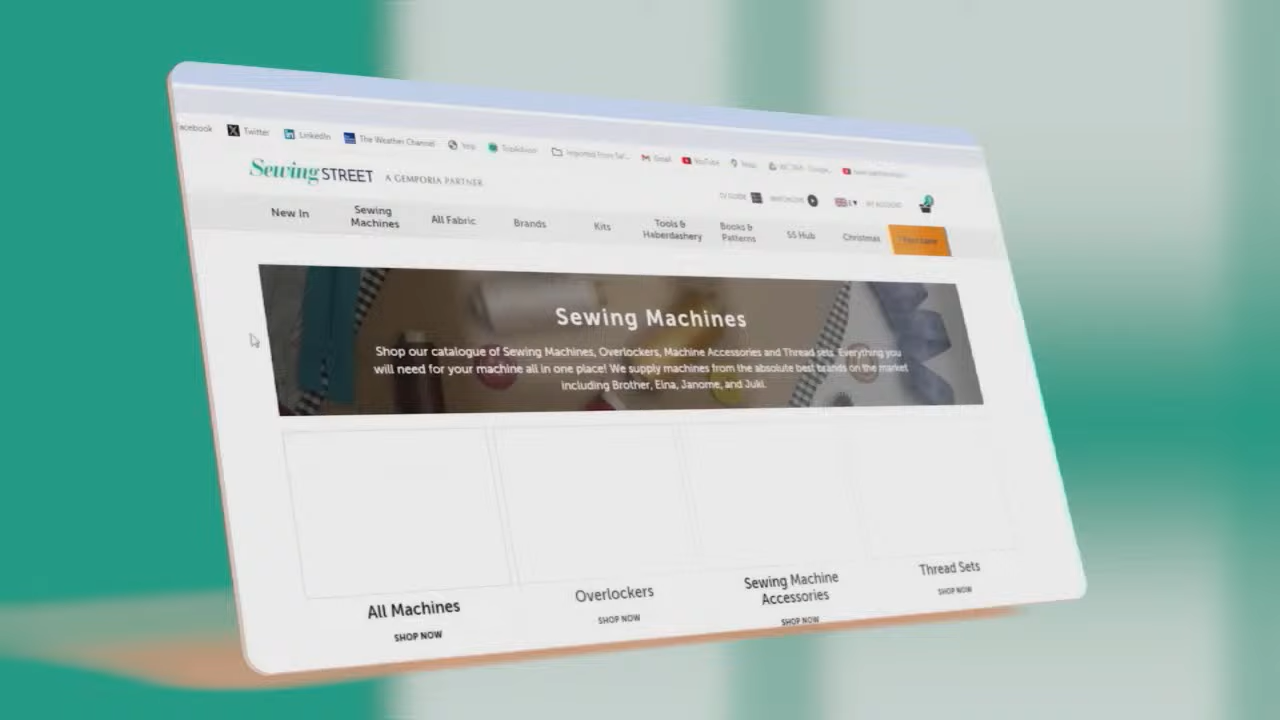 acebook Twitter LinkedIn The Weather Channel Yelp TripAdvisor Imported From Saf... Gmail YouTube Maps
Sewing STREET A GEMPORIA PARTNER
TV GUIDE WATCH NOW £ MY ACCOUNT
New In Sewing Machines All Fabric Brands Kits Tools & Haberdashery Books & Patterns SS Hub Christmas
Sewing Machines
Shop our catalogue of Sewing Machines, Overlockers, Machine Accessories and Thread sets. Everything you
will need for your machine all in one place! We supply machines from the absolute best brands on the market
including Brother, Elna, Janome, and Juki.
All Machines
SHOP NOW
Overlockers
SHOP NOW
Sewing Machine
Accessories
SHOP NOW
Thread Sets
SHOP NOW